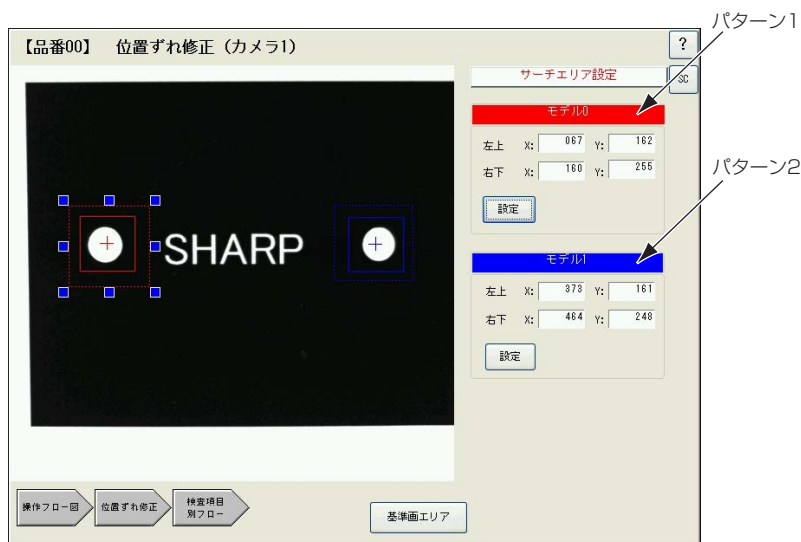 パターン1
【品番00】 位置ずれ修正（カメラ1）
?
サーチエリア設定
SC
モデル0
左上 X: 067 Y: 162
右下 X: 160 Y: 255
設定
パターン2
SHARP
モデル1
左上 X: 373 Y: 161
右下 X: 464 Y: 248
設定
操作フロー図
位置ずれ修正
検査項目
別フロー
基準画エリア